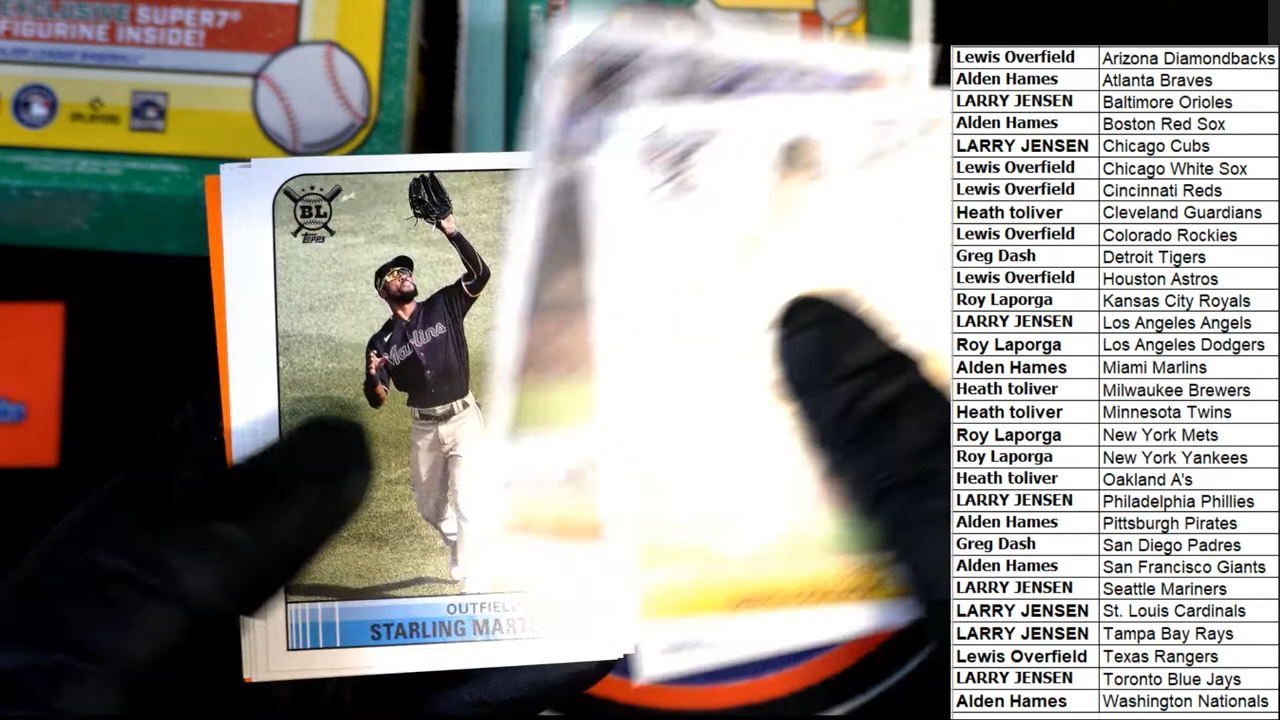 EXCLUSIVE SUPER7®
FIGURINE INSIDE!
BL
topps
Marlins
OUTFIEL
STARLING MART
Lewis Overfield Arizona Diamondbacks
Alden Hames Atlanta Braves
LARRY JENSEN Baltimore Orioles
Alden Hames Boston Red Sox
LARRY JENSEN Chicago Cubs
Lewis Overfield Chicago White Sox
Lewis Overfield Cincinnati Reds
Heath toliver Cleveland Guardians
Lewis Overfield Colorado Rockies
Greg Dash Detroit Tigers
Lewis Overfield Houston Astros
Roy Laporga Kansas City Royals
LARRY JENSEN Los Angeles Angels
Roy Laporga Los Angeles Dodgers
Alden Hames Miami Marlins
Heath toliver Milwaukee Brewers
Heath toliver Minnesota Twins
Roy Laporga New York Mets
Roy Laporga New York Yankees
Heath toliver Oakland A's
LARRY JENSEN Philadelphia Phillies
Alden Hames Pittsburgh Pirates
Greg Dash San Diego Padres
Alden Hames San Francisco Giants
LARRY JENSEN Seattle Mariners
LARRY JENSEN St. Louis Cardinals
LARRY JENSEN Tampa Bay Rays
Lewis Overfield Texas Rangers
LARRY JENSEN Toronto Blue Jays
Alden Hames Washington Nationals